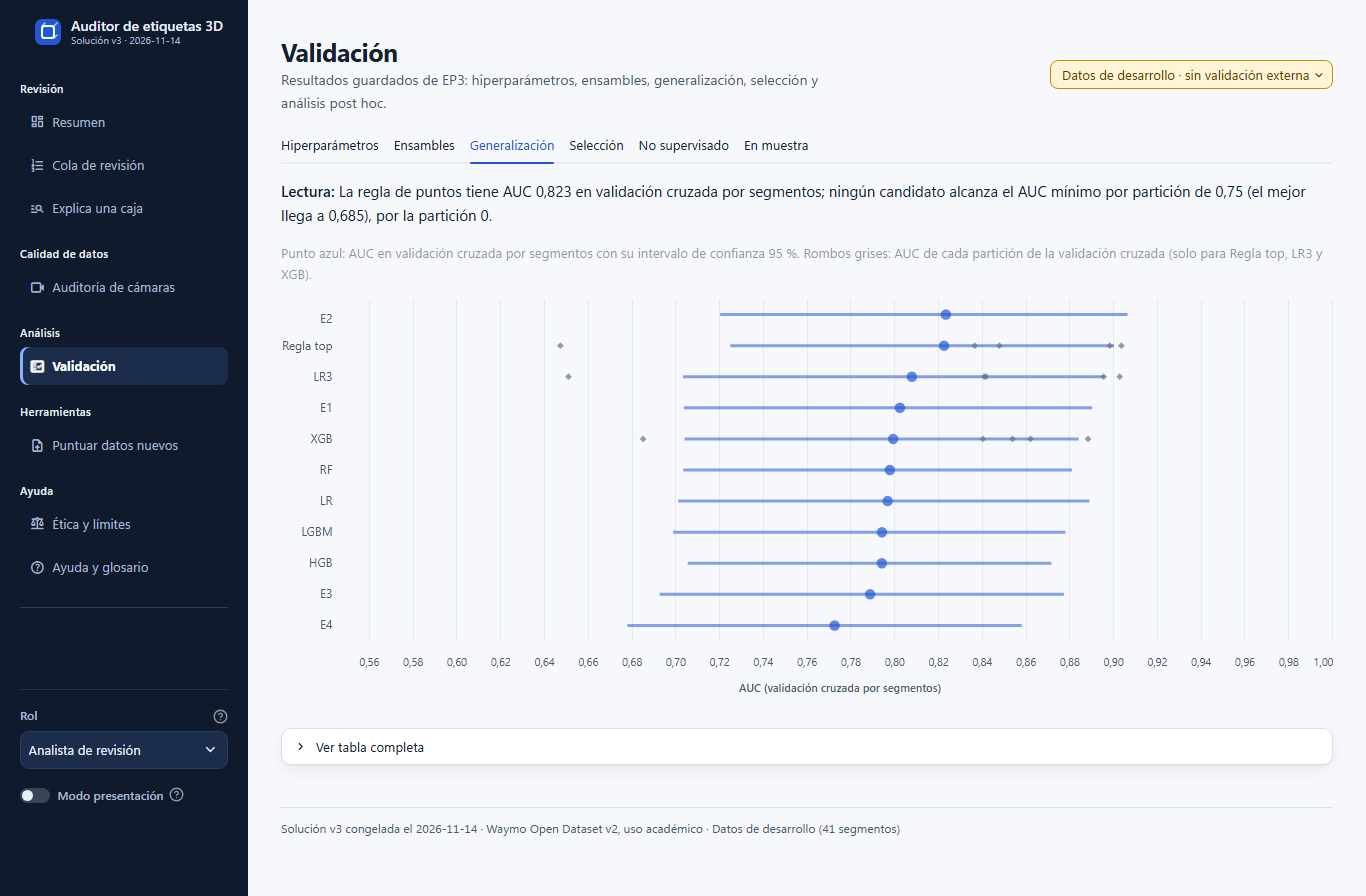 Auditor de etiquetas 3D
Solución v3 · 2026-11-14
Revisión
Resumen
Cola de revisión
Explica una caja
Calidad de datos
Auditoría de cámaras
Análisis
Validación
Herramientas
Puntuar datos nuevos
Ayuda
Ética y límites
Ayuda y glosario
Rol
Analista de revisión
Modo presentación
Validación
Resultados guardados de EP3: hiperparámetros, ensambles, generalización, selección y
análisis post hoc.
Datos de desarrollo · sin validación externa
Hiperparámetros Ensambles Generalización Selección No supervisado En muestra
Lectura: La regla de puntos tiene AUC 0,823 en validación cruzada por segmentos; ningún candidato alcanza el AUC mínimo por partición de 0,75 (el mejor
llega a 0,685), por la partición 0.
Punto azul: AUC en validación cruzada por segmentos con su intervalo de confianza 95 %. Rombos grises: AUC de cada partición de la validación cruzada (solo para Regla top, LR3 y
XGB).
E2
Regla top
LR3
E1
XGB
RF
LR
LGBM
HGB
E3
E4
0,56 0,58 0,60 0,62 0,64 0,66 0,68 0,70 0,72 0,74 0,76 0,78 0,80 0,82 0,84 0,86 0,88 0,90 0,92 0,94 0,96 0,98 1,00
AUC (validación cruzada por segmentos)
Ver tabla completa
Solución v3 congelada el 2026-11-14 · Waymo Open Dataset v2, uso académico · Datos de desarrollo (41 segmentos)